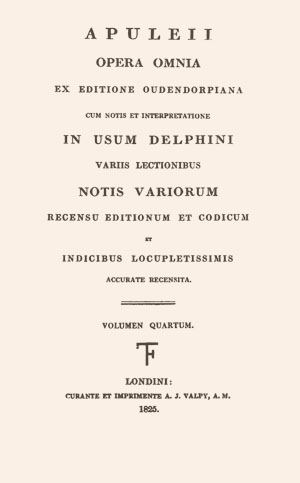 APULEII
OPERA OMNIA
EX EDITIONE OUDENDORPIANA
CUM NOTIS ET INTERPRETATIONE
IN USUM DELPHINI
VARIIS LECTIONIBUS
NOTIS VARIORUM
RECENSU EDITIONUM ET CODICUM
ET
INDICIBUS LOCUPLETISSIMIS
ACCURATE RECENSITA.
VOLUMEN QUARTUM.
LONDINI:
CURANTE ET IMPRIMENTE A. J. VALPY, A. M.
1825.